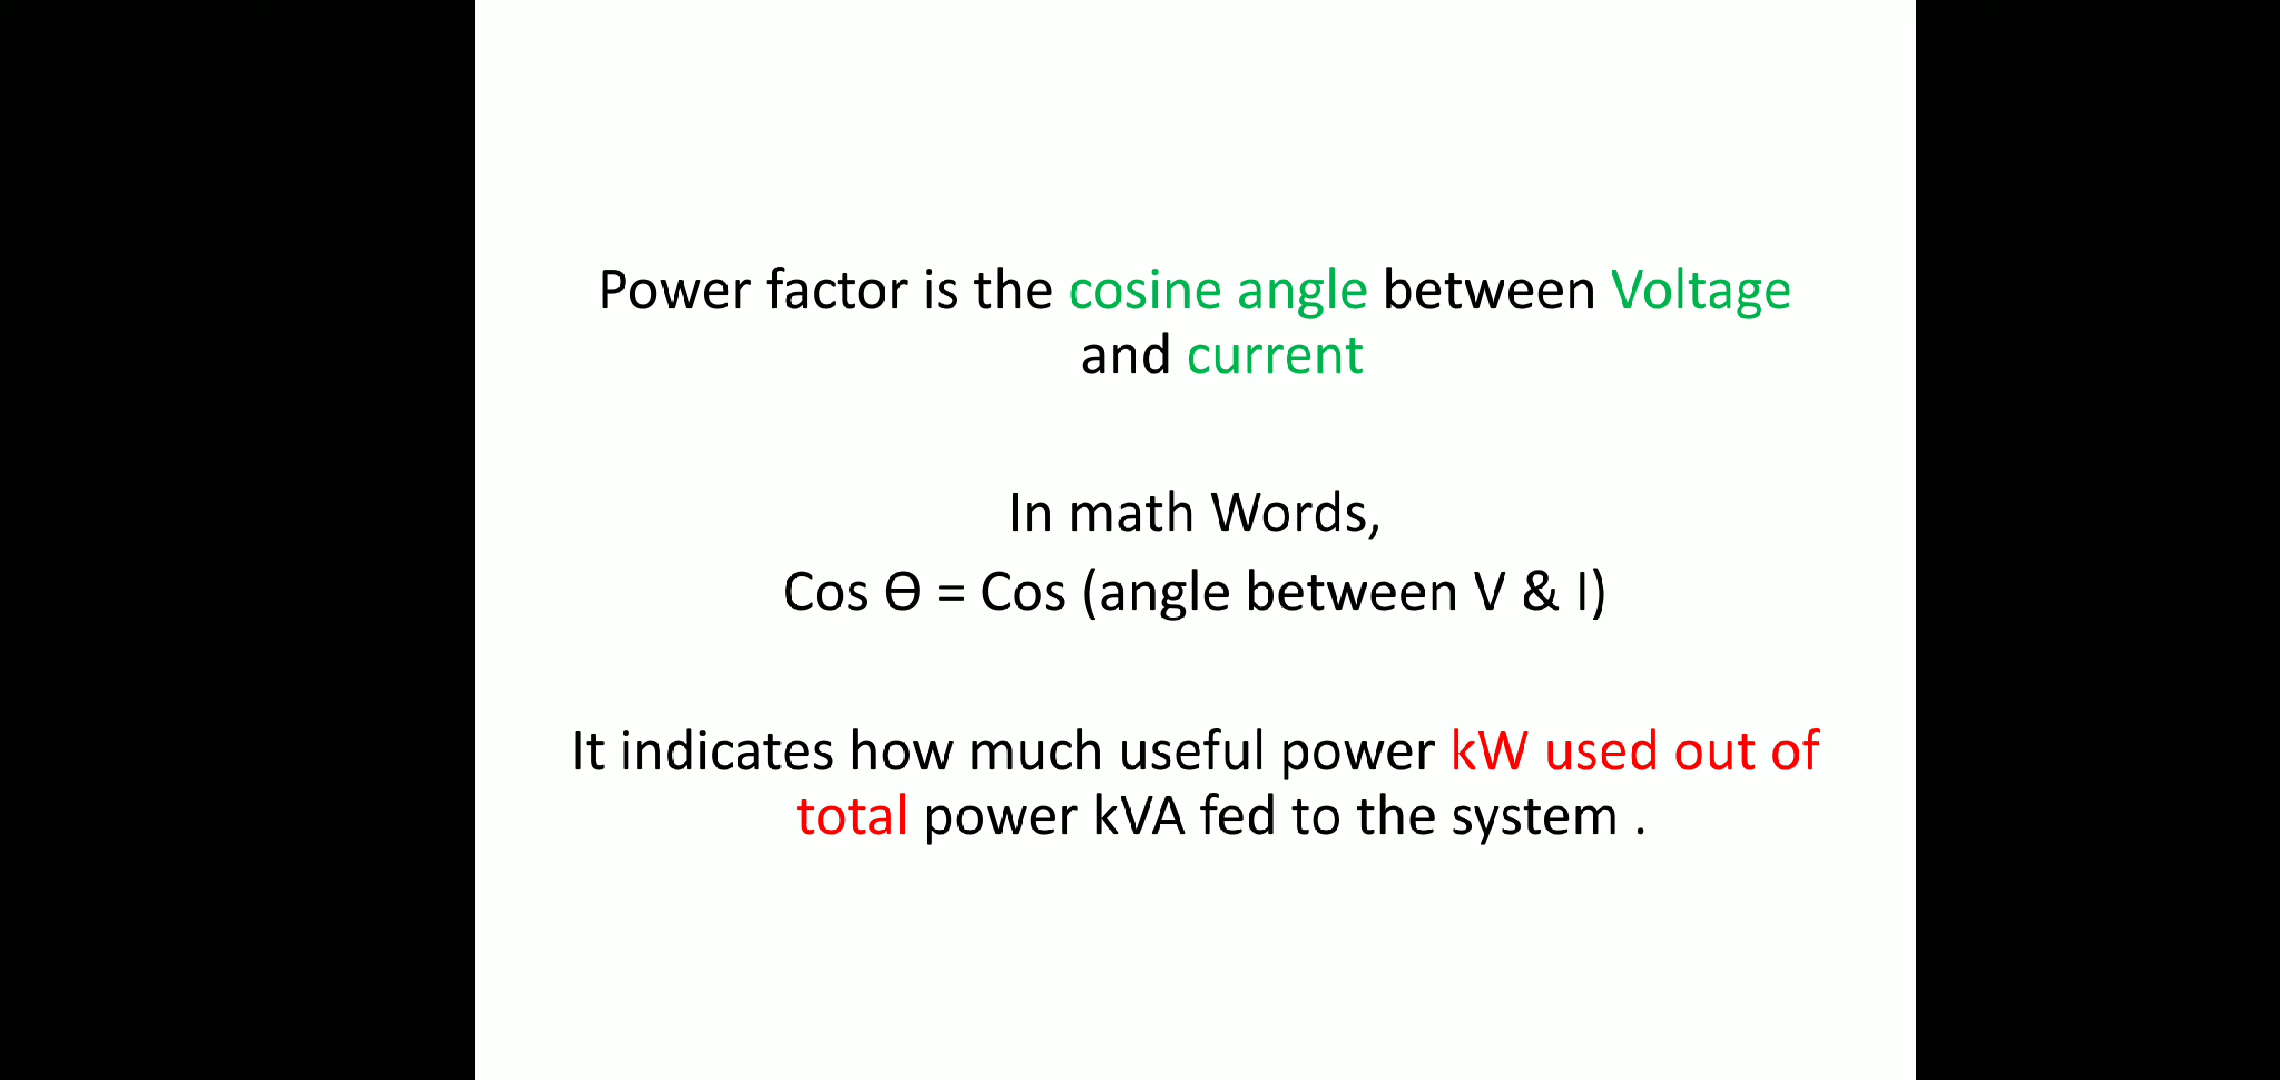 Power factor is the cosine angle between Voltage
and current
In math Words,
Cos Ɵ = Cos (angle between V & I)
It indicates how much useful power kW used out of
total power kVA fed to the system .